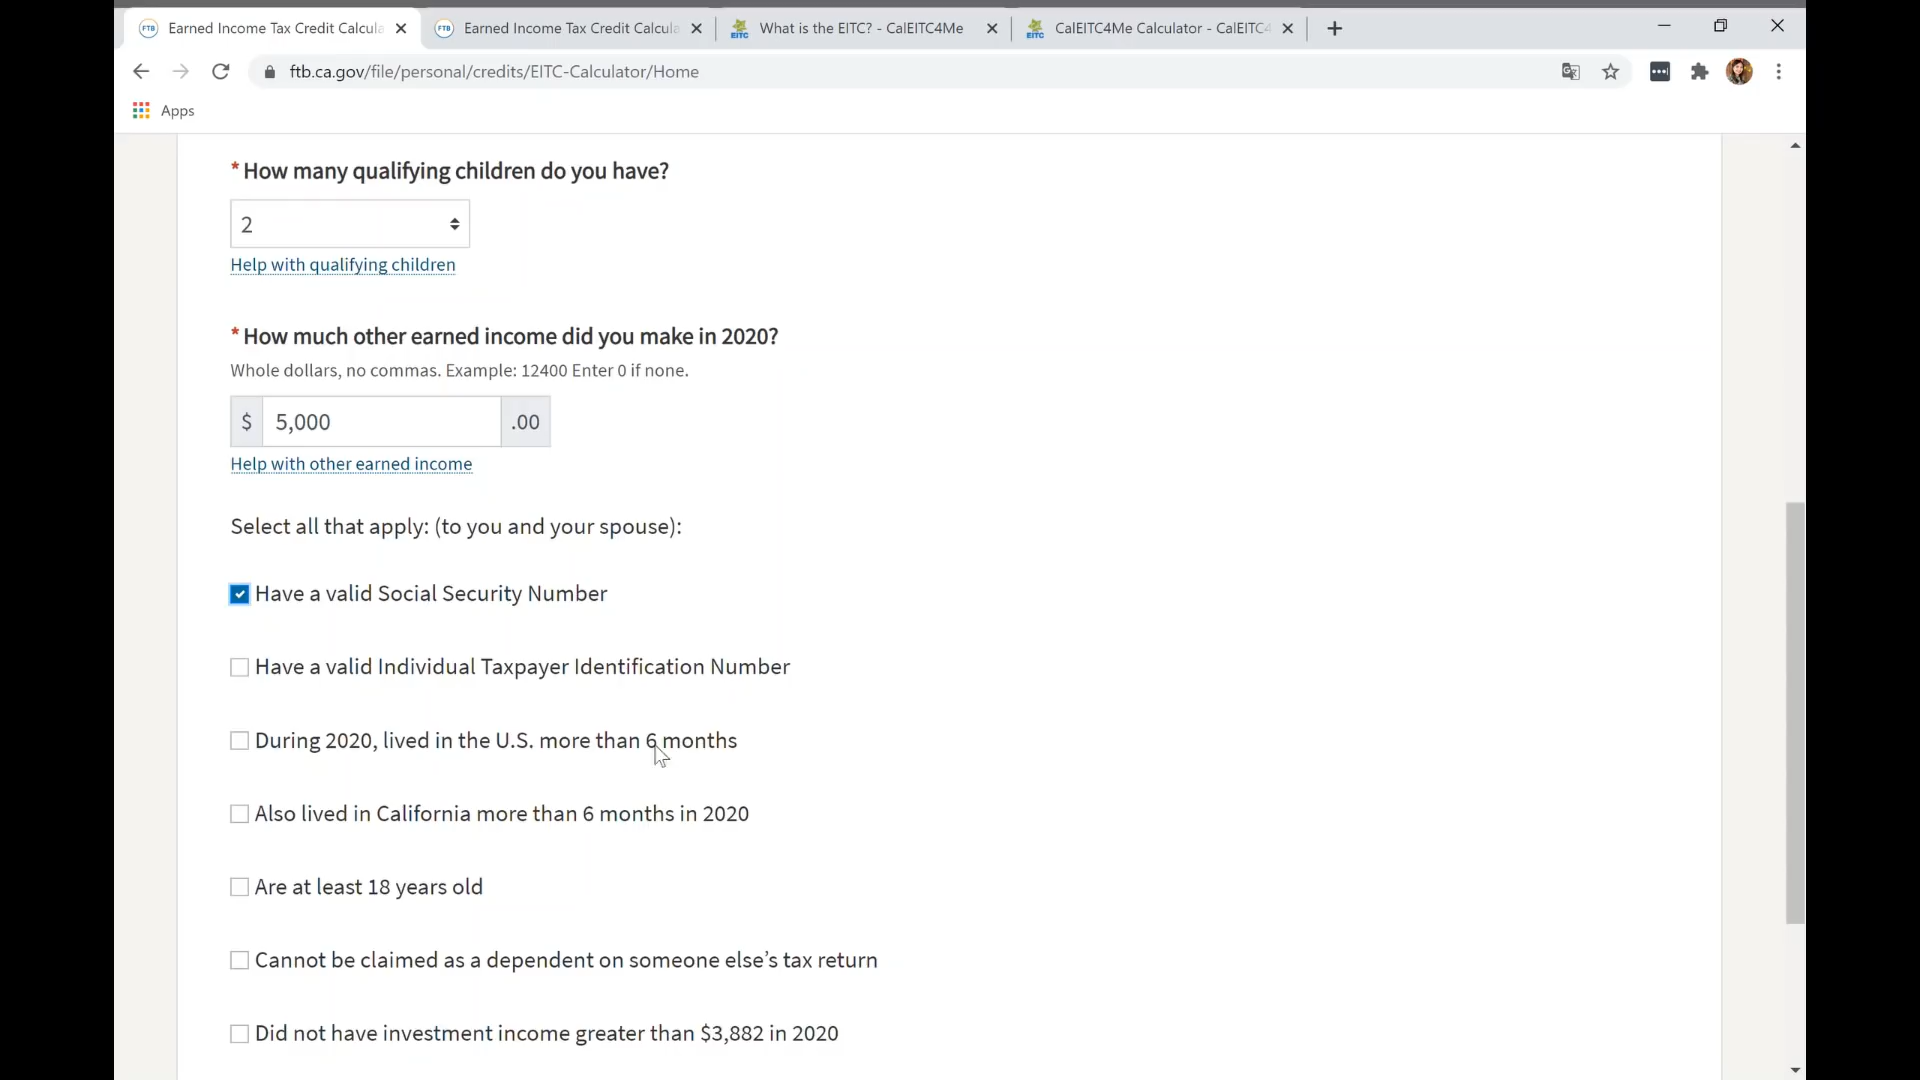 Earned Income Tax Credit Calcula
Earned Income Tax Credit Calcula
What is the EITC? - CalEITC4Me
CalEITC4Me Calculator - CalEITC4
ftb.ca.gov/file/personal/credits/EITC-Calculator/Home
Apps
* How many qualifying children do you have?
2
Help with qualifying children
* How much other earned income did you make in 2020?
Whole dollars, no commas. Example: 12400 Enter 0 if none.
$ 5,000 .00
Help with other earned income
Select all that apply: (to you and your spouse):
Have a valid Social Security Number
Have a valid Individual Taxpayer Identification Number
During 2020, lived in the U.S. more than 6 months
Also lived in California more than 6 months in 2020
Are at least 18 years old
Cannot be claimed as a dependent on someone else’s tax return
Did not have investment income greater than $3,882 in 2020